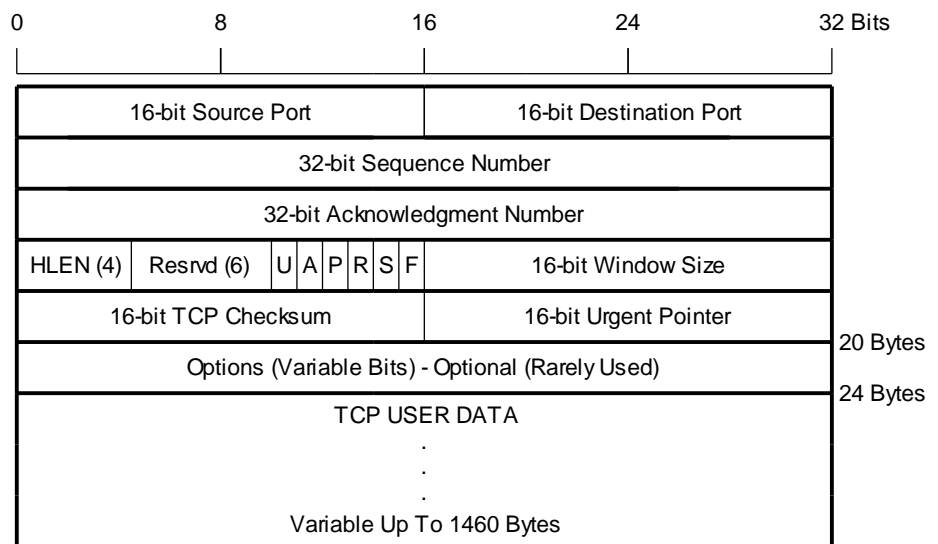 0 8 16 24 32 Bits
16-bit Source Port 16-bit Destination Port
32-bit Sequence Number
32-bit Acknowledgment Number
HLEN (4) Resrvd (6) U A P R S F 16-bit Window Size
16-bit TCP Checksum 16-bit Urgent Pointer
20 Bytes
Options (Variable Bits) - Optional (Rarely Used)
24 Bytes
TCP USER DATA
.
.
.
Variable Up To 1460 Bytes